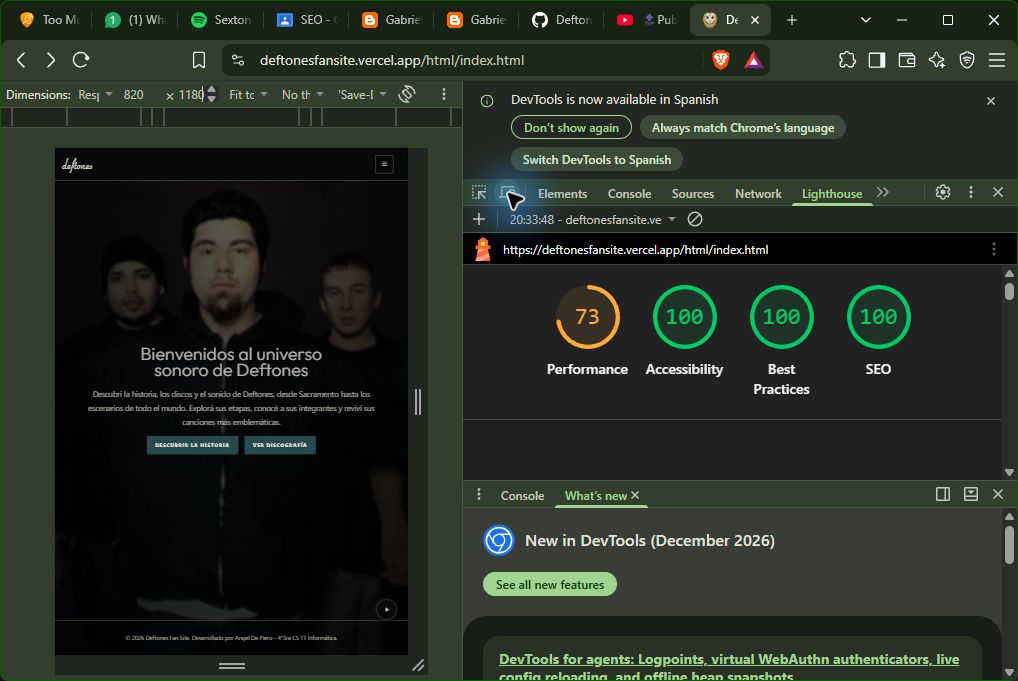 Too Mu
(1) Wha
Sexton
SEO - G
Gabrie
Gabrie
Defton
Pub
De
deftonesfansite.vercel.app/html/index.html
Dimensions: Resp
820
x
1180
Fit to
No th
'Save-D
DevTools is now available in Spanish
Don't show again
Always match Chrome's language
Switch DevTools to Spanish
Elements
Console
Sources
Network
Lighthouse
20:33:48 - deftonesfansite.ve
https://deftonesfansite.vercel.app/html/index.html
73
100
100
100
Performance
Accessibility
Best
Practices
SEO
deftones
Bienvenidos al universo
sonoro de Deftones
Descubrí la historia, los discos y el sonido de Deftones, desde Sacramento hasta los
escenarios de todo el mundo. Explorá sus etapas, conocé a sus integrantes y reviví sus
canciones más emblemáticas.
DESCUBRIR LA HISTORIA
VER DISCOGRAFÍA
© 2026 Deftones Fan Site. Desarrollado por Angel De Piero - 4°3ra CS TT Informática.
Console
What's new
New in DevTools (December 2026)
See all new features
DevTools for agents: Logpoints, virtual WebAuthn authenticators, live
config reloading, and offline heap snapshots